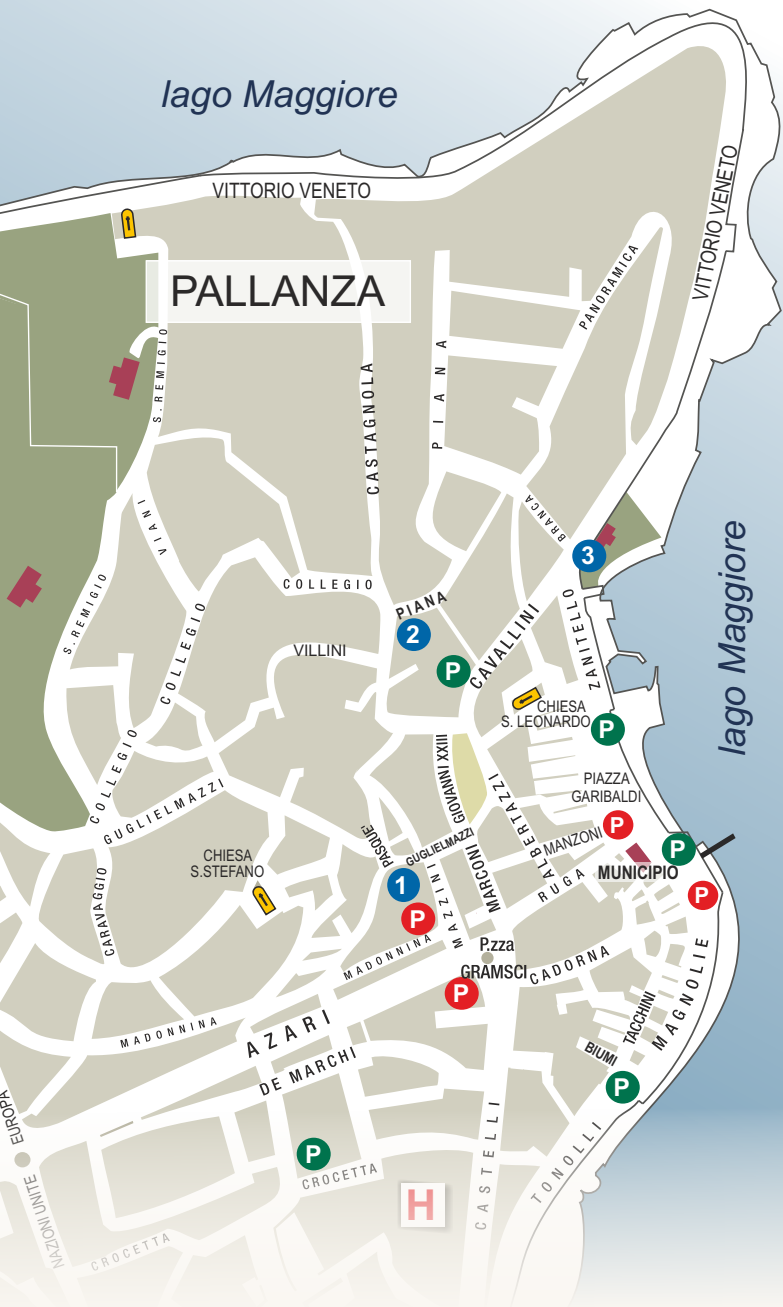 lago Maggiore
VITTORIO VENETO
VITTORIO VENETO
PALLANZA
PANORAMICA
S.REMIGIO
PIANA
CASTAGNOLA
VIANI
BRANCA
3
lago Maggiore
S.REMIGIO
COLLEGIO
COLLEGIO
PIANA
2
CAVALLINI
ZANITELLO
VILLINI
P
CHIESA
S. LEONARDO
P
COLLEGIO
GIOVANNI XXIII
PIAZZA
GARIBALDI
GUGLIELMAZZI
ALBERTAZZI
P
PASQUE'
GUGLIELMAZZI
MANZONI
P
CHIESA
S.STEFANO
MUNICIPIO
1
MAZZINI
MARCONI
RUGA
P
CARAVAGGIO
P
MADONNINA
P.zza
GRAMSCI
CADORNA
P
MAGNOLIE
MADONNINA
AZARI
TACCHINI
BIUMI
DE MARCHI
P
EUROPA
TONOLLI
P
CROCETTA
CASTELLI
H
NAZIONI UNITE
CROCETTA